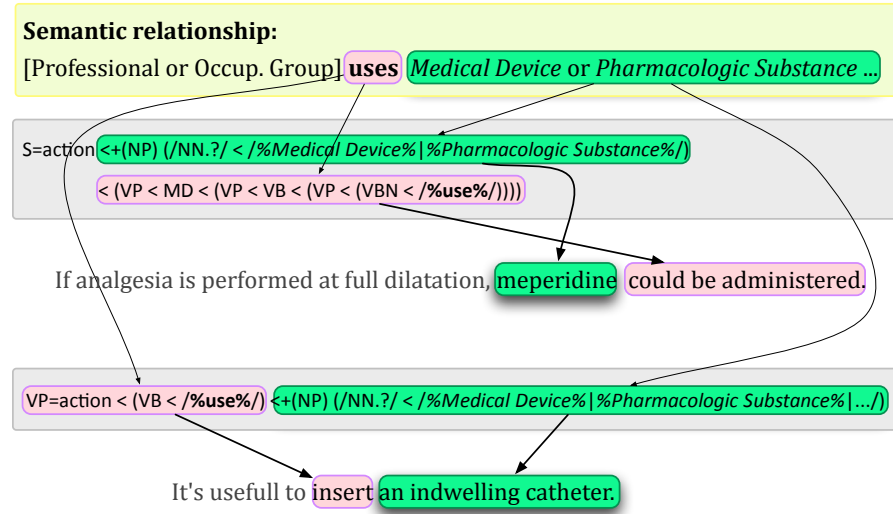 Semantic relationship:
[Professional or Occup. Group] uses Medical Device or Pharmacologic Substance ...
S=action <+(NP) (/NN.?/ < /%Medical Device%|%Pharmacologic Substance%/)
< (VP < MD < (VP < VB < (VP < (VBN < /%use%/))))
If analgesia is performed at full dilatation, meperidine could be administered.
VP=action < (VB < /%use%/) <+(NP) (/NN.?/ < /%Medical Device%|%Pharmacologic Substance%|.../)
It's usefull to insert an indwelling catheter.